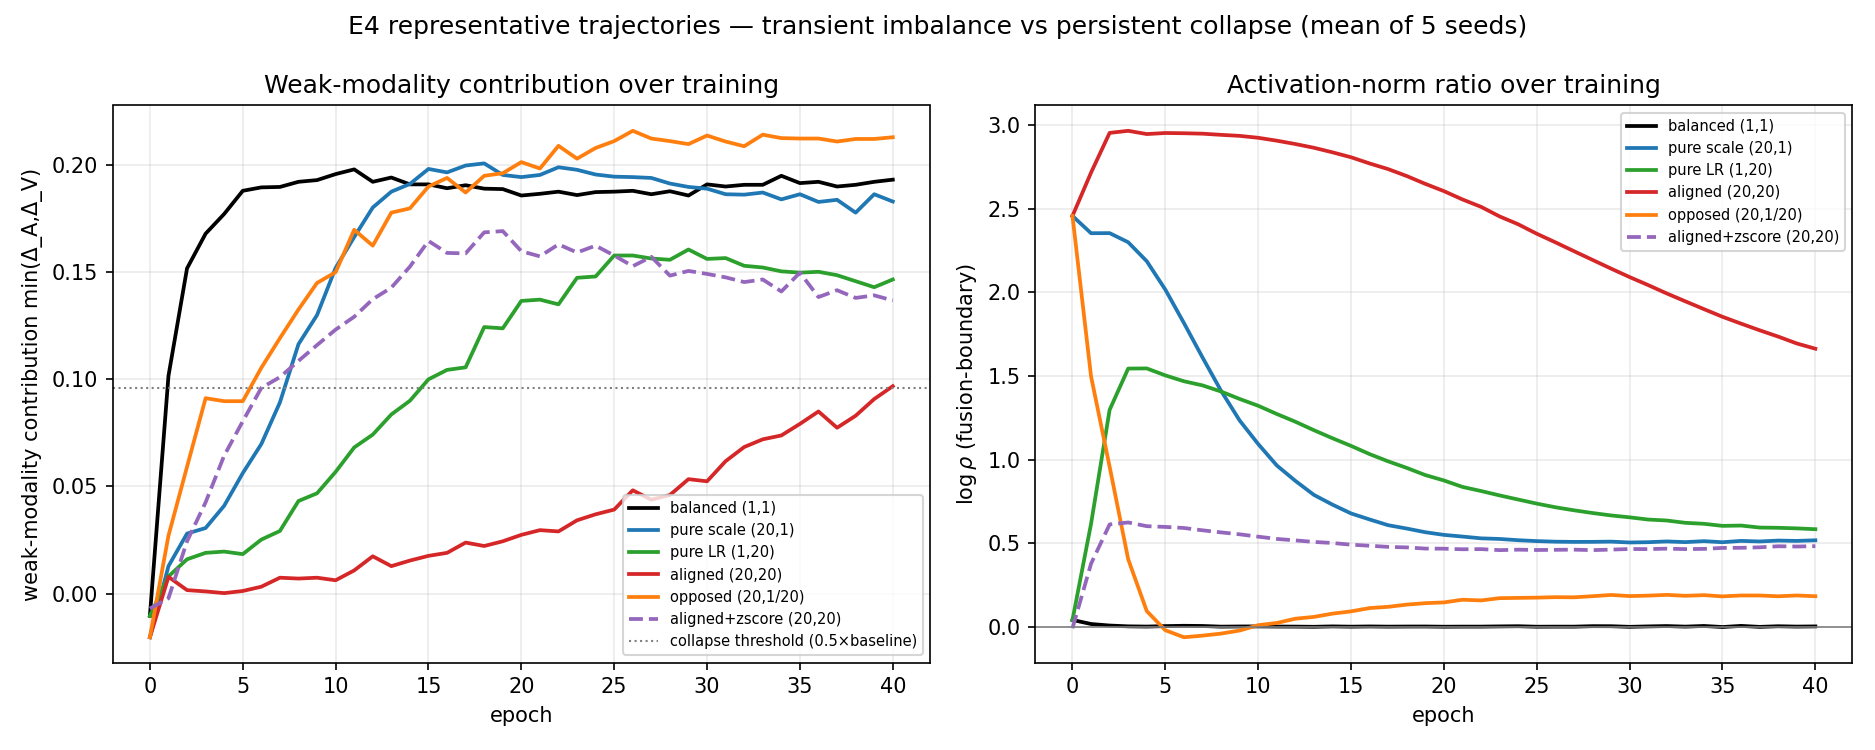 E4 representative trajectories — transient imbalance vs persistent collapse (mean of 5 seeds)
Weak-modality contribution over training
weak-modality contribution min(Δ_A,Δ_V)
0.20
0.15
0.10
0.05
0.00
0 5 10 15 20 25 30 35 40
epoch
balanced (1,1)
pure scale (20,1)
pure LR (1,20)
aligned (20,20)
opposed (20,1/20)
aligned+zscore (20,20)
collapse threshold (0.5×baseline)
Activation-norm ratio over training
log ρ (fusion-boundary)
3.0
2.5
2.0
1.5
1.0
0.5
0.0
0 5 10 15 20 25 30 35 40
epoch
balanced (1,1)
pure scale (20,1)
pure LR (1,20)
aligned (20,20)
opposed (20,1/20)
aligned+zscore (20,20)